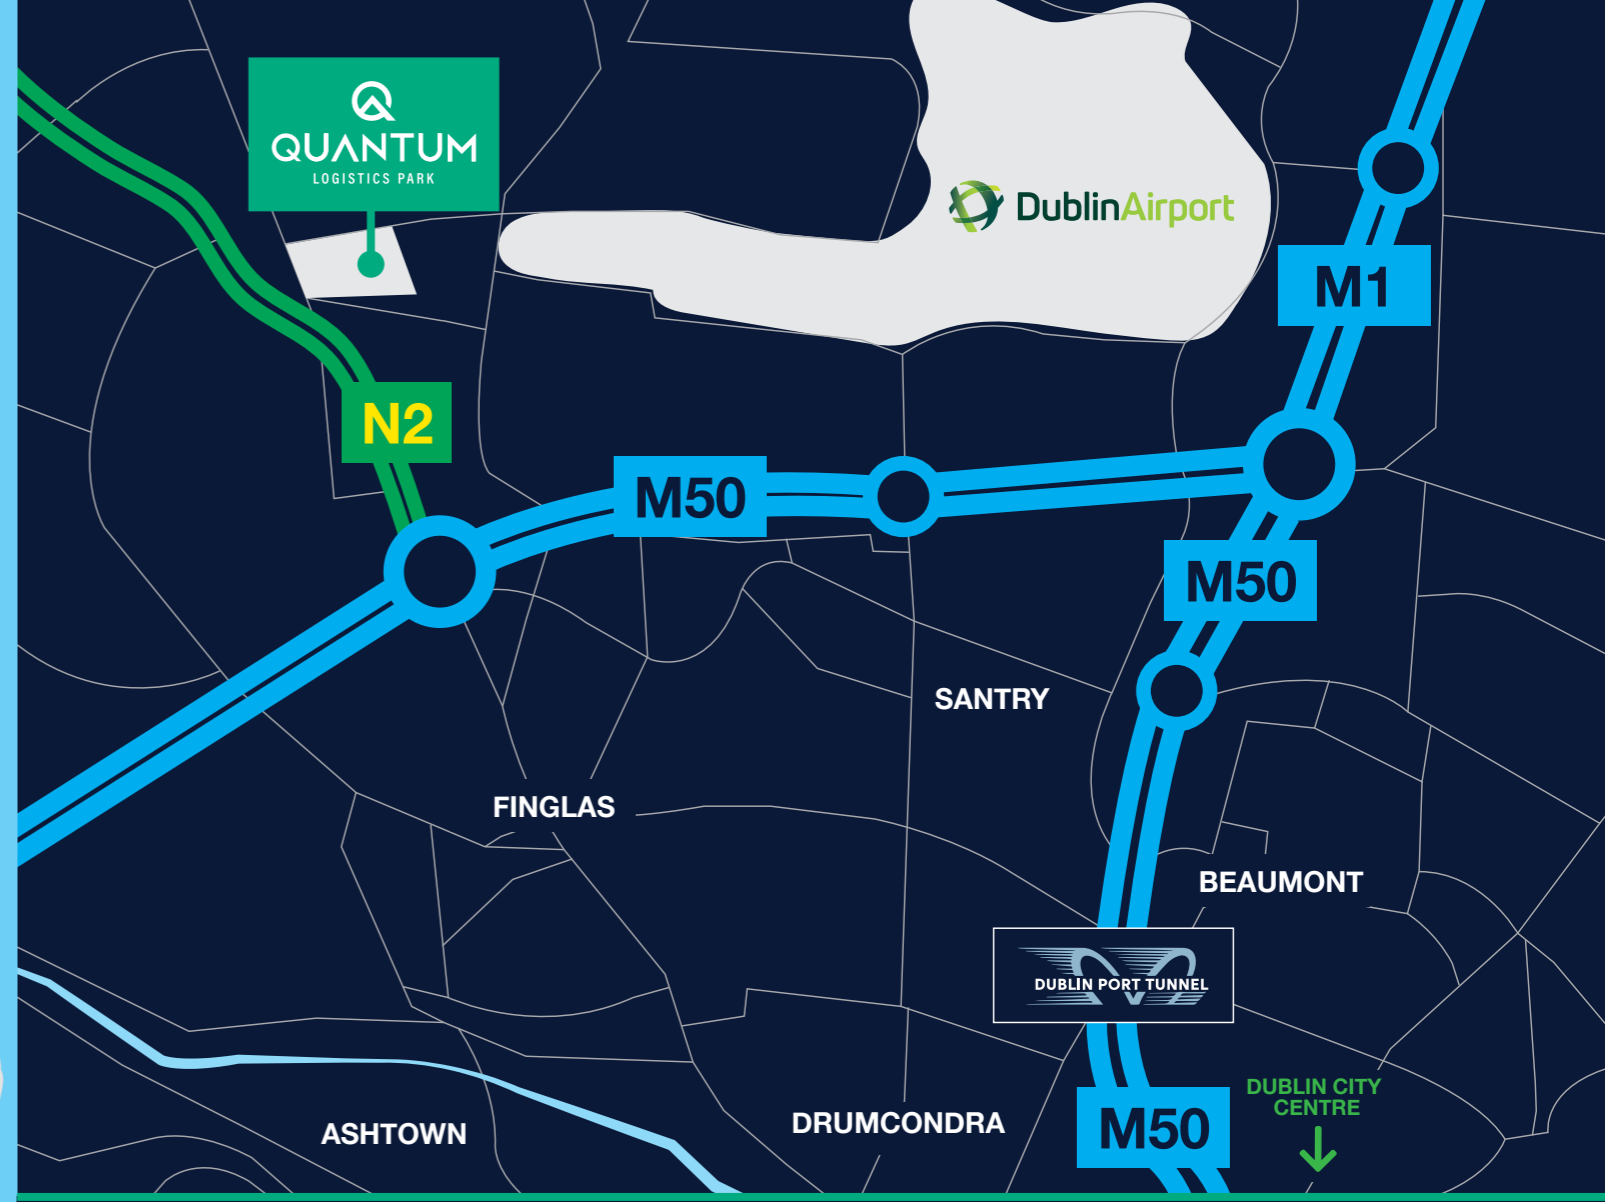 QUANTUM
LOGISTICS PARK
DublinAirport
M1
N2
M50
M50
SANTRY
FINGLAS
BEAUMONT
DUBLIN PORT TUNNEL
DUBLIN CITY
CENTRE
DRUMCONDRA
M50
ASHTOWN